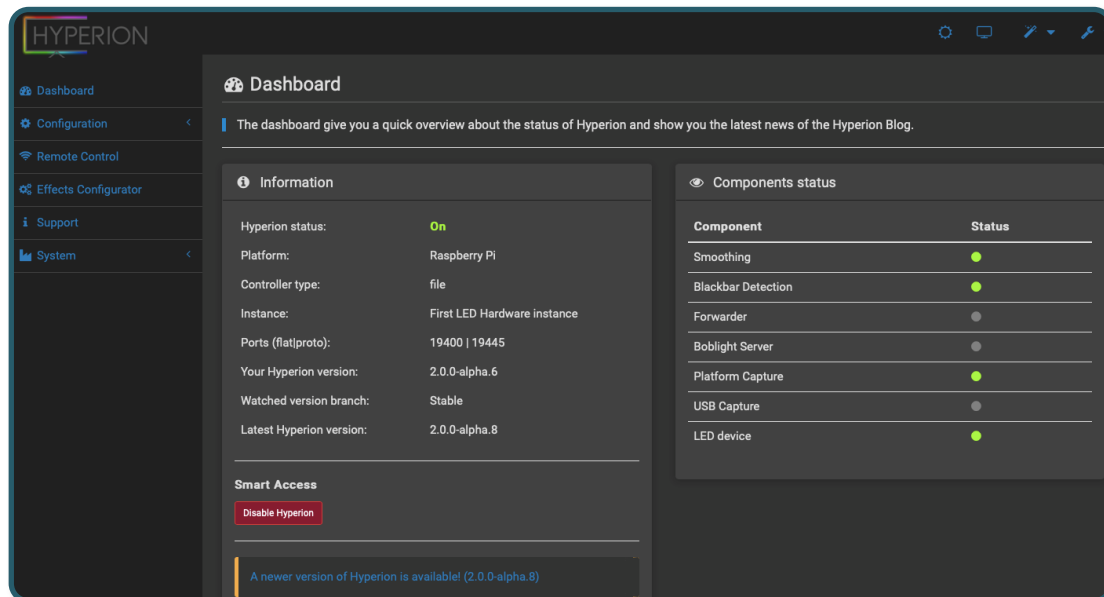 HYPERION
Dashboard
Configuration
Remote Control
Effects Configurator
Support
System
Dashboard
The dashboard give you a quick overview about the status of Hyperion and show you the latest news of the Hyperion Blog.
Information
Hyperion status: On
Platform: Raspberry Pi
Controller type: file
Instance: First LED Hardware instance
Ports (flat|proto): 19400 | 19445
Your Hyperion version: 2.0.0-alpha.6
Watched version branch: Stable
Latest Hyperion version: 2.0.0-alpha.8
Smart Access
Disable Hyperion
A newer version of Hyperion is available! (2.0.0-alpha.8)
Components status
Component Status
Smoothing
Blackbar Detection
Forwarder
Boblight Server
Platform Capture
USB Capture
LED device